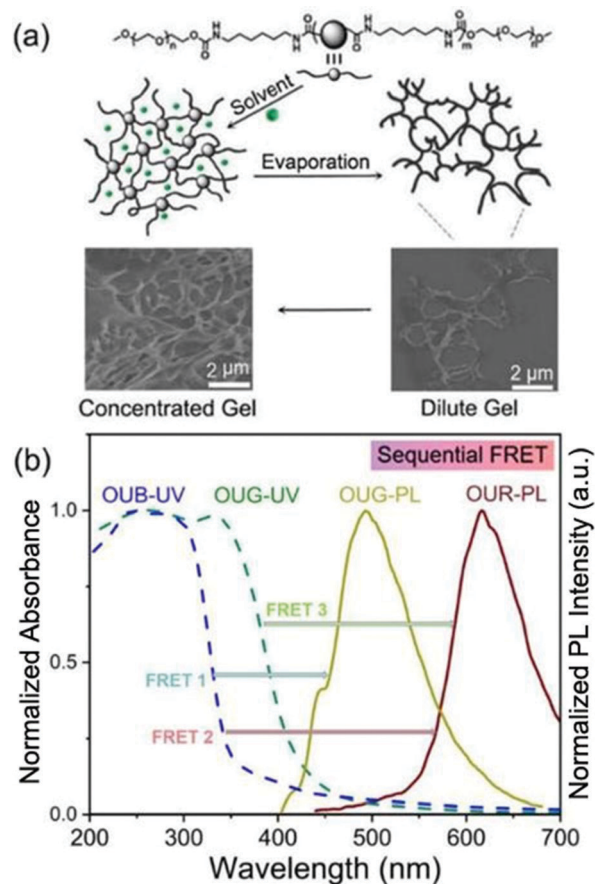 (a)
O O n O N H N H O O N H N H O m O O n O
Solvent
Evaporation
2 µm
2 µm
Concentrated Gel
Dilute Gel
(b)
Sequential FRET
OUB-UV OUG-UV OUG-PL OUR-PL
FRET 3
FRET 1
FRET 2
Normalized Absorbance
Normalized PL Intensity (a.u.)
1.0
0.5
0.0
200 300 400 500 600 700
Wavelength (nm)